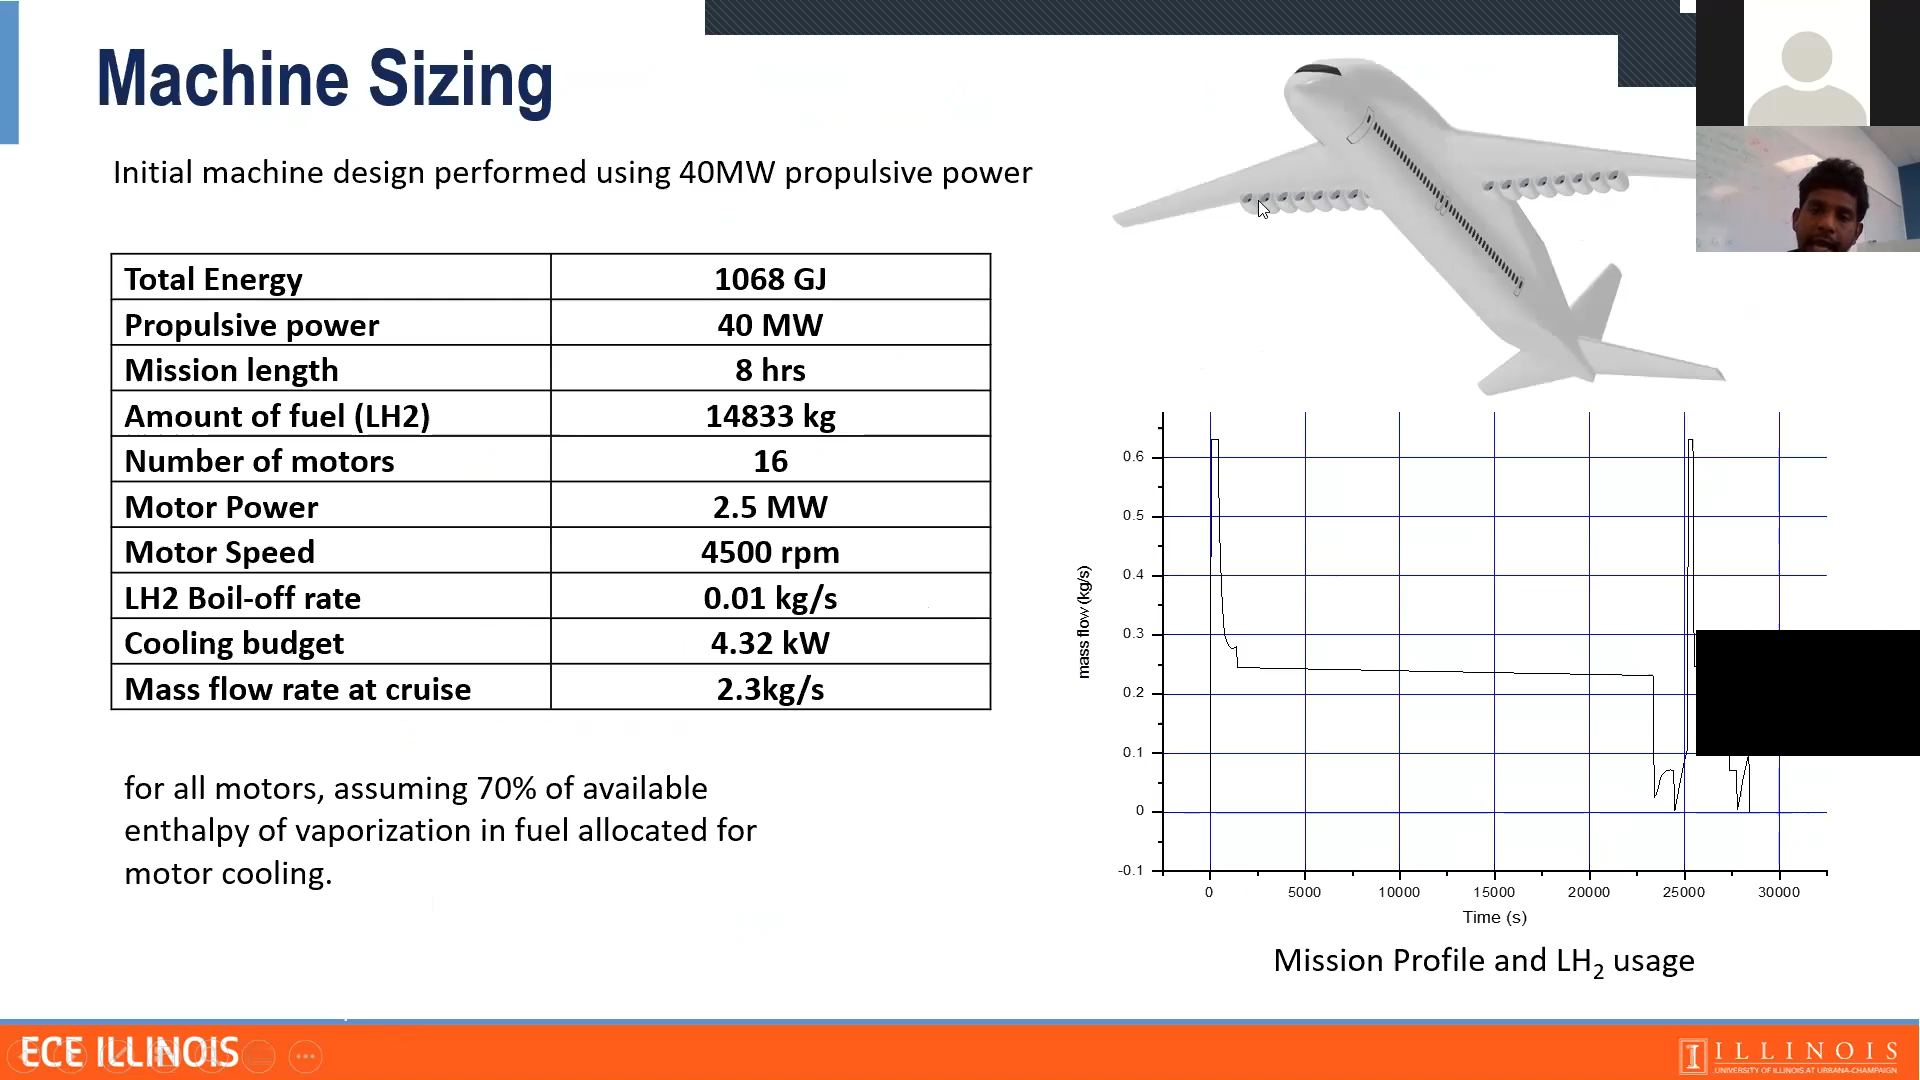 Machine Sizing
Initial machine design performed using 40MW propulsive power
Total Energy 1068 GJ
Propulsive power 40 MW
Mission length 8 hrs
Amount of fuel (LH2) 14833 kg
Number of motors 16
Motor Power 2.5 MW
Motor Speed 4500 rpm
LH2 Boil-off rate 0.01 kg/s
Cooling budget 4.32 kW
Mass flow rate at cruise 2.3kg/s
for all motors, assuming 70% of available
enthalpy of vaporization in fuel allocated for
motor cooling.
mass flow (kg/s)
0.6
0.5
0.4
0.3
0.2
0.1
0
-0.1
0 5000 10000 15000 20000 25000 30000
Time (s)
Mission Profile and LH₂ usage
ECE ILLINOIS
I ILLINOIS
UNIVERSITY OF ILLINOIS AT URBANA-CHAMPAIGN